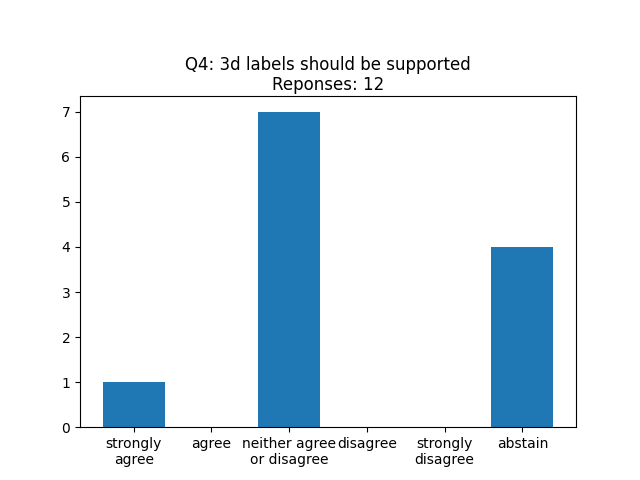 Q4: 3d labels should be supported
Reponses: 12
7
6
5
4
3
2
1
0
strongly
agree
agree
neither agree
or disagree
disagree
strongly
disagree
abstain